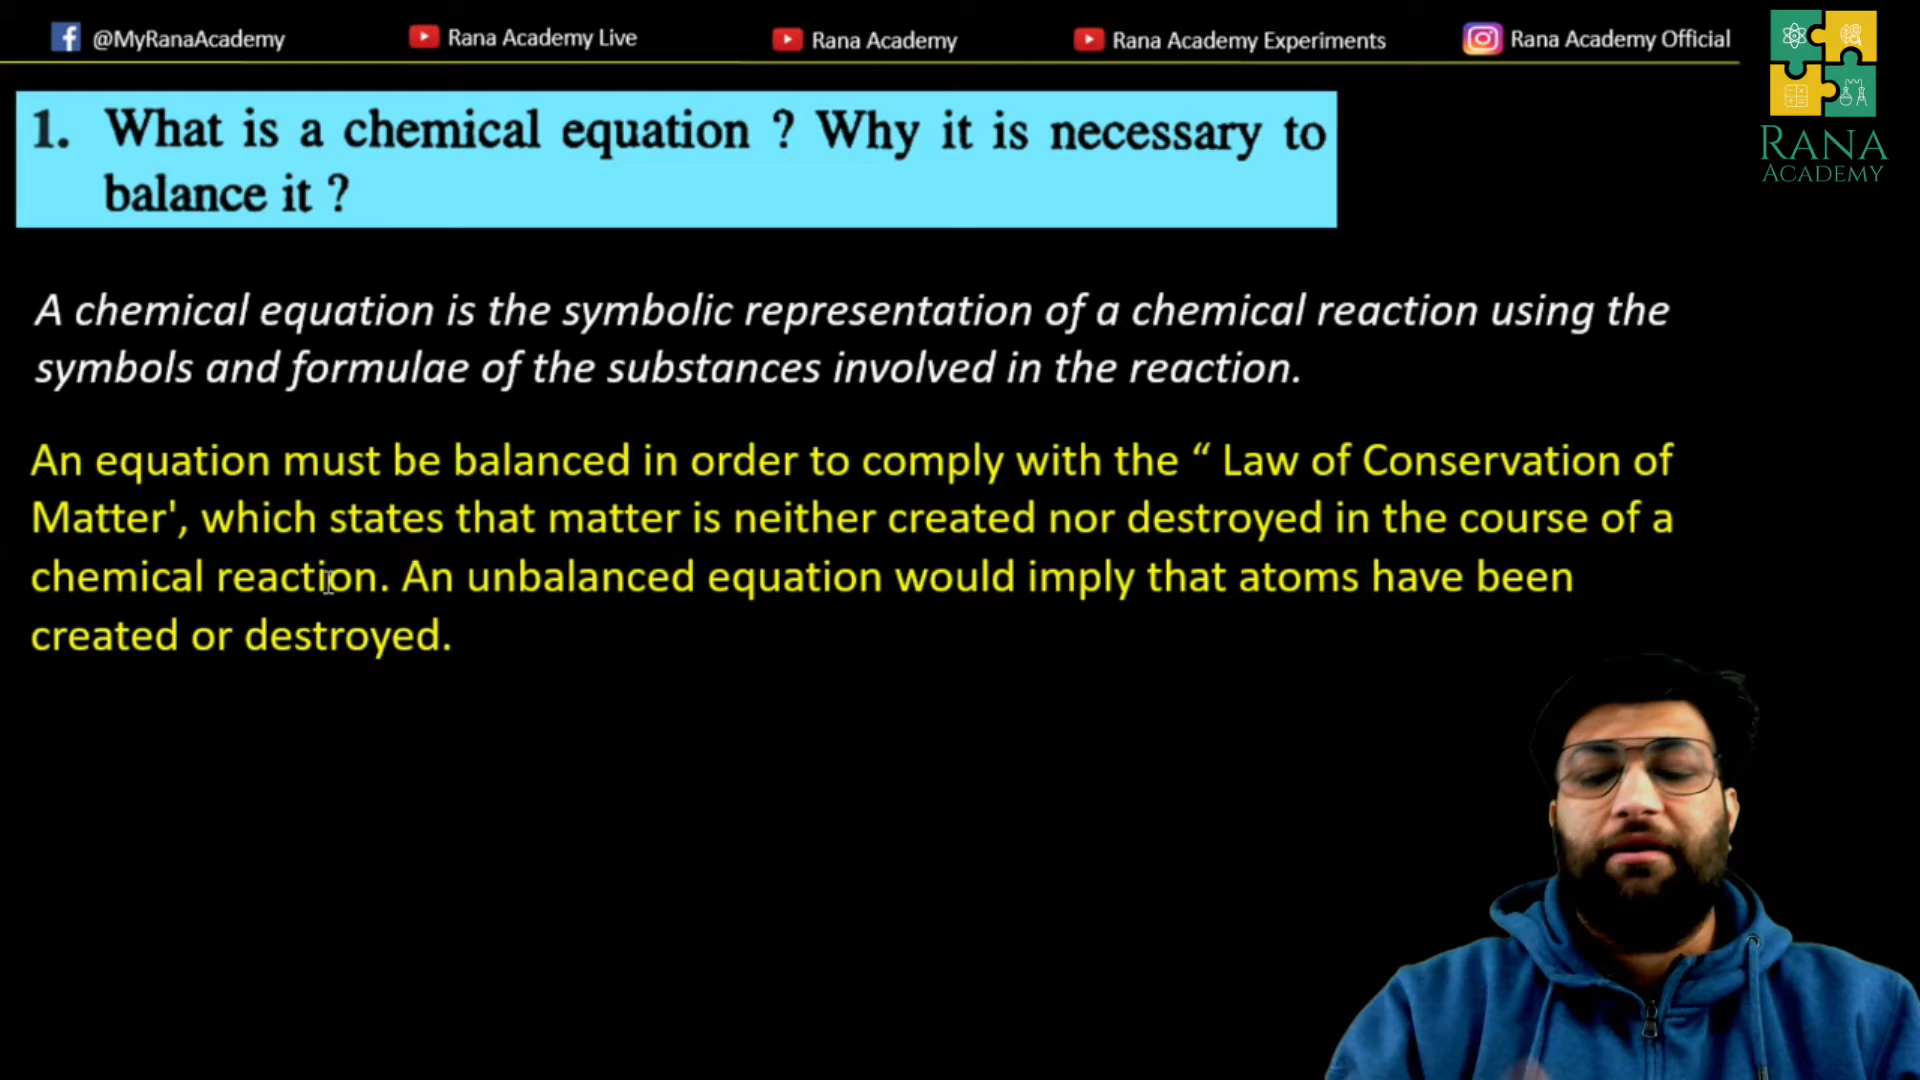 @MyRanaAcademy
Rana Academy Live
Rana Academy
Rana Academy Experiments
Rana Academy Official
RANA
ACADEMY
1. What is a chemical equation ? Why it is necessary to
balance it ?
A chemical equation is the symbolic representation of a chemical reaction using the
symbols and formulae of the substances involved in the reaction.
An equation must be balanced in order to comply with the “ Law of Conservation of
Matter', which states that matter is neither created nor destroyed in the course of a
chemical reaction. An unbalanced equation would imply that atoms have been
created or destroyed.